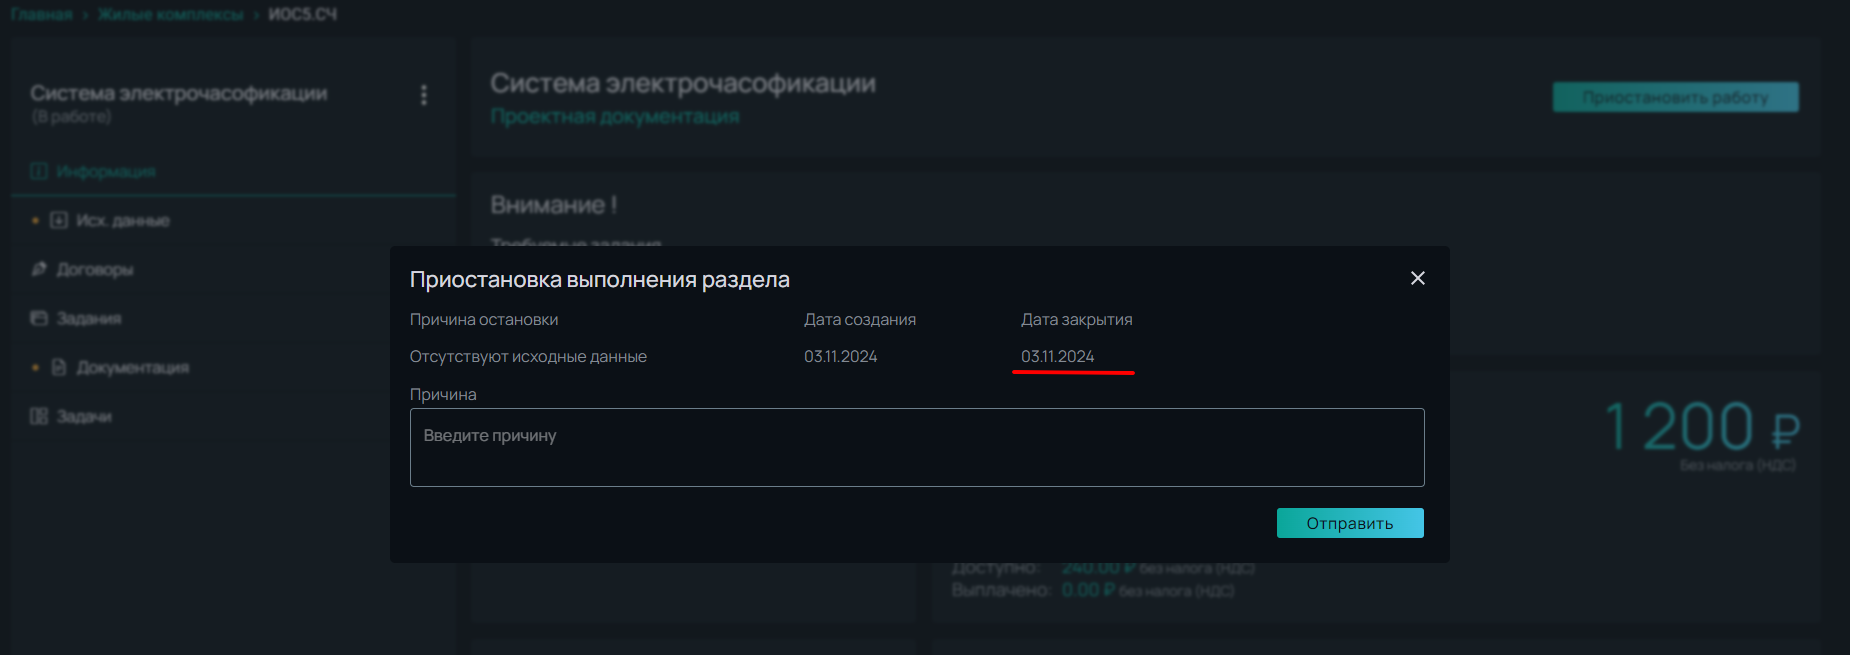 Главная › Жилые комплексы › ИОС5.СЧ
Система электрочасофикации
(В работе)
Информация
Исх. данные
Договоры
Задания
Документация
Задачи
Система электрочасофикации
Проектная документация
Приостановить работу
Внимание !
Требуемые задания
Приостановка выполнения раздела
Причина остановки Дата создания Дата закрытия
Отсутствуют исходные данные 03.11.2024 03.11.2024
Причина
Введите причину
Отправить
1 200 ₽
Без налога (НДС)
Доступно: 240.00 ₽ без налога (НДС)
Выплачено: 0.00 ₽ без налога (НДС)